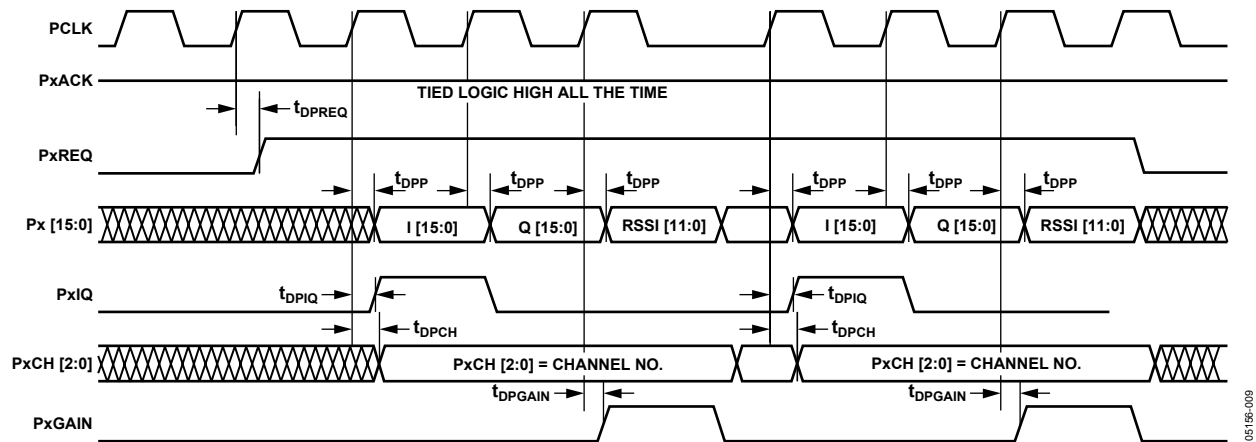 PCLK
PxACK
TIED LOGIC HIGH ALL THE TIME
tDPREQ
PxREQ
tDPP tDPP tDPP tDPP tDPP tDPP
Px [15:0] I [15:0] Q [15:0] RSSI [11:0] I [15:0] Q [15:0] RSSI [11:0]
PxIQ tDPIQ tDPIQ
tDPCH tDPCH
PxCH [2:0] PxCH [2:0] = CHANNEL NO. PxCH [2:0] = CHANNEL NO.
tDPGAIN tDPGAIN
PxGAIN
05156-009